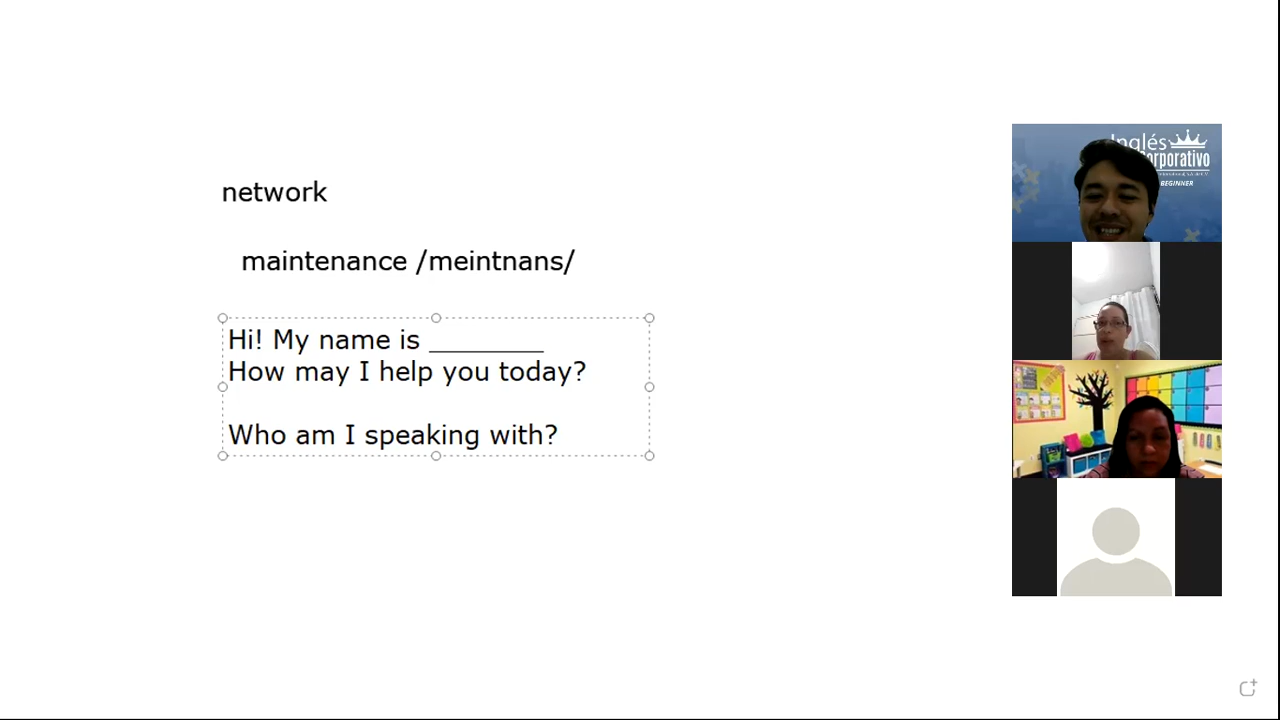 network
maintenance /meintnans/
Hi! My name is _________
How may I help you today?
Who am I speaking with?
Inglés
Corporativo
BEGINNER